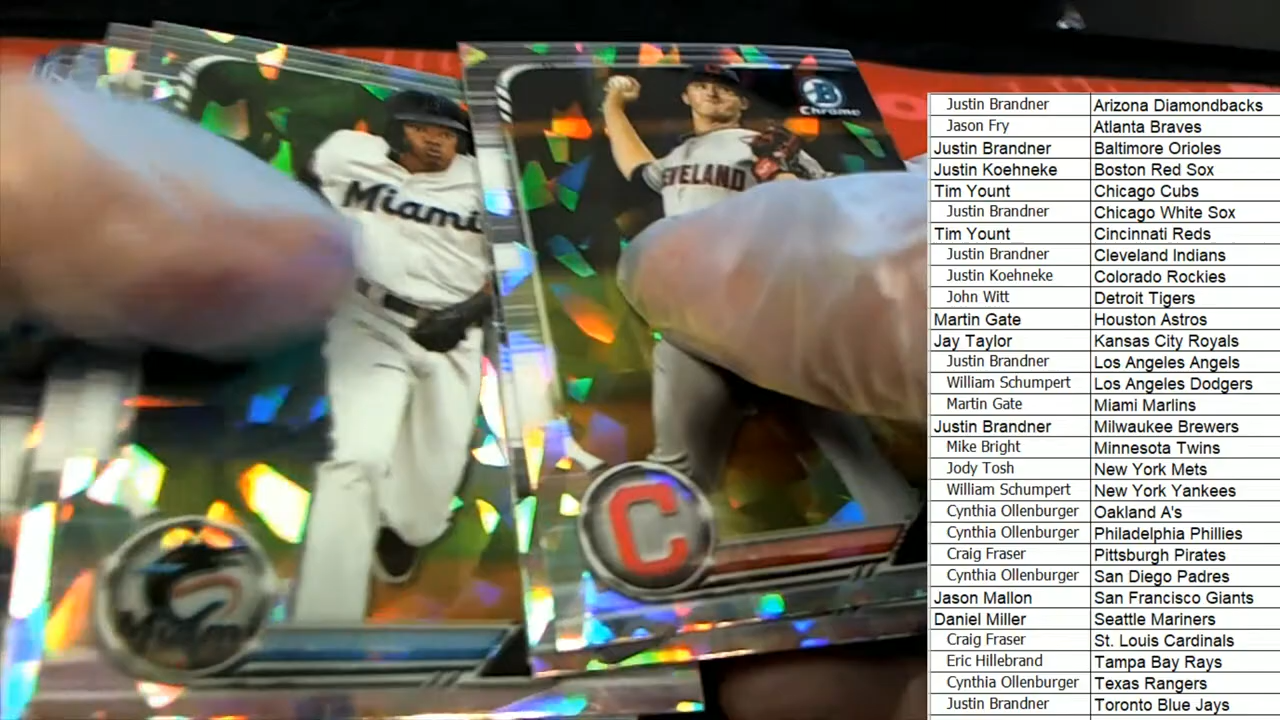 Miami
EVELAND
B
Chrome
C
Justin Brandner Arizona Diamondbacks
Jason Fry Atlanta Braves
Justin Brandner Baltimore Orioles
Justin Koehneke Boston Red Sox
Tim Yount Chicago Cubs
Justin Brandner Chicago White Sox
Tim Yount Cincinnati Reds
Justin Brandner Cleveland Indians
Justin Koehneke Colorado Rockies
John Witt Detroit Tigers
Martin Gate Houston Astros
Jay Taylor Kansas City Royals
Justin Brandner Los Angeles Angels
William Schumpert Los Angeles Dodgers
Martin Gate Miami Marlins
Justin Brandner Milwaukee Brewers
Mike Bright Minnesota Twins
Jody Tosh New York Mets
William Schumpert New York Yankees
Cynthia Ollenburger Oakland A's
Cynthia Ollenburger Philadelphia Phillies
Craig Fraser Pittsburgh Pirates
Cynthia Ollenburger San Diego Padres
Jason Mallon San Francisco Giants
Daniel Miller Seattle Mariners
Craig Fraser St. Louis Cardinals
Eric Hillebrand Tampa Bay Rays
Cynthia Ollenburger Texas Rangers
Justin Brandner Toronto Blue Jays